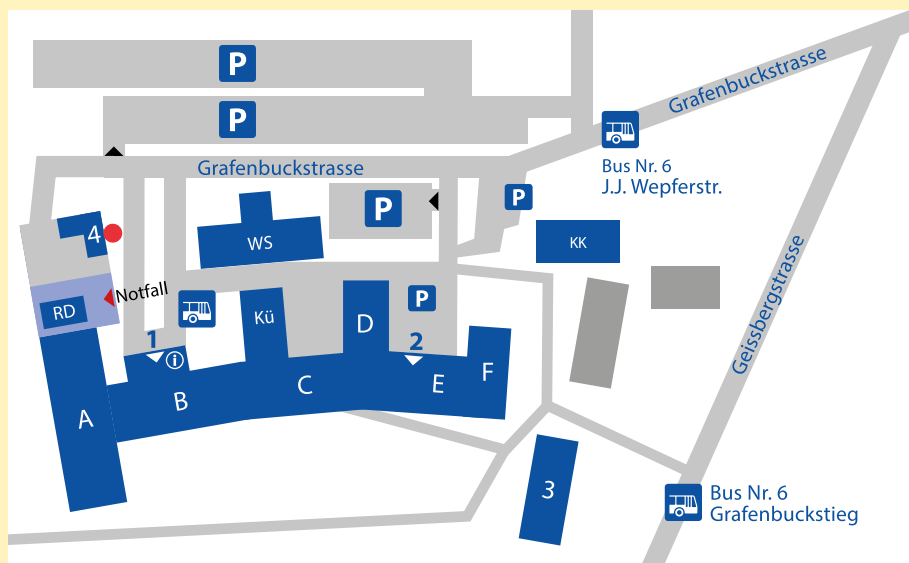 P
P
Grafenbuckstrasse
Bus Nr. 6
J.J. Wepferstr.
Grafenbuckstrasse
P
P
4
WS
KK
Notfall
RD
Kü
D
P
1
i
2
A
B
C
E
F
Geissbergstrasse
3
Bus Nr. 6
Grafenbuckstieg